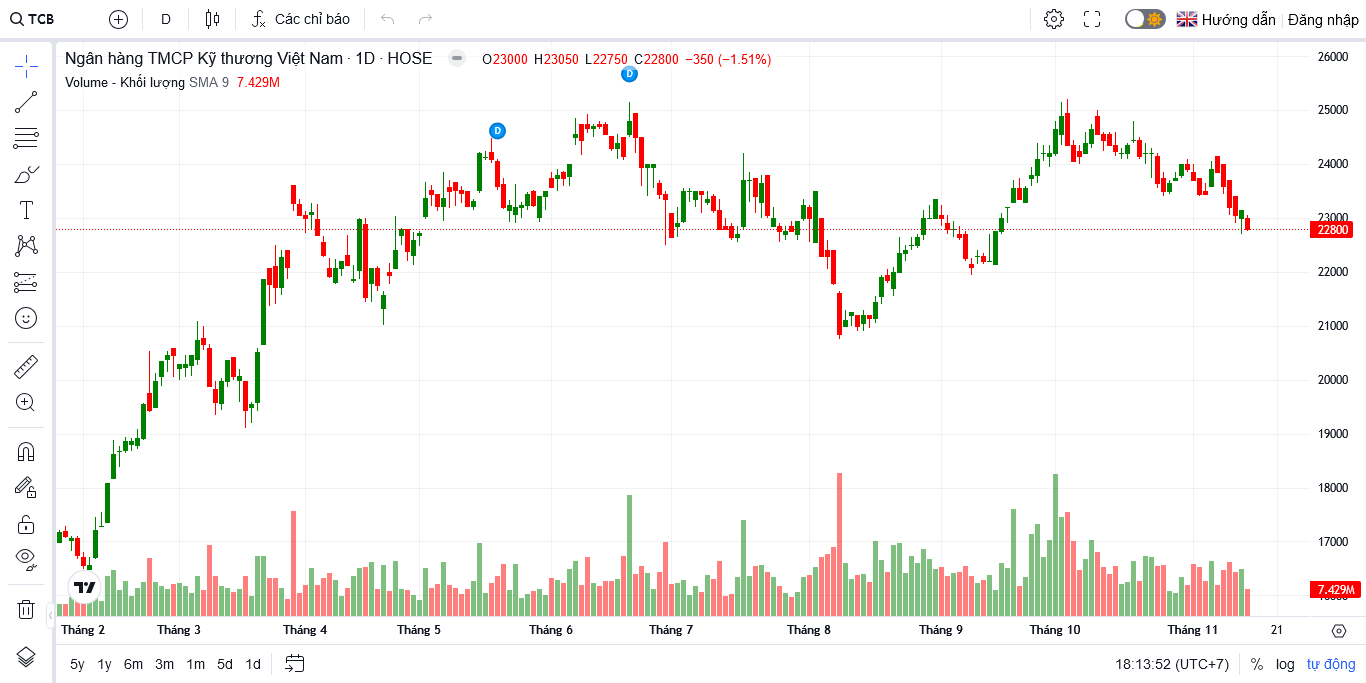 TCB D Các chỉ báo Hướng dẫn Đăng nhập
Ngân hàng TMCP Kỹ thương Việt Nam · 1D · HOSE O23000 H23050 L22750 C22800 −350 (−1.51%)
Volume - Khối lượng SMA 9 7.429M
D
D
26000
25000
24000
23000
22800
22000
21000
20000
19000
18000
17000
7.429M
Tháng 2 Tháng 3 Tháng 4 Tháng 5 Tháng 6 Tháng 7 Tháng 8 Tháng 9 Tháng 10 Tháng 11 21
5y 1y 6m 3m 1m 5d 1d 18:13:52 (UTC+7) % log tự động